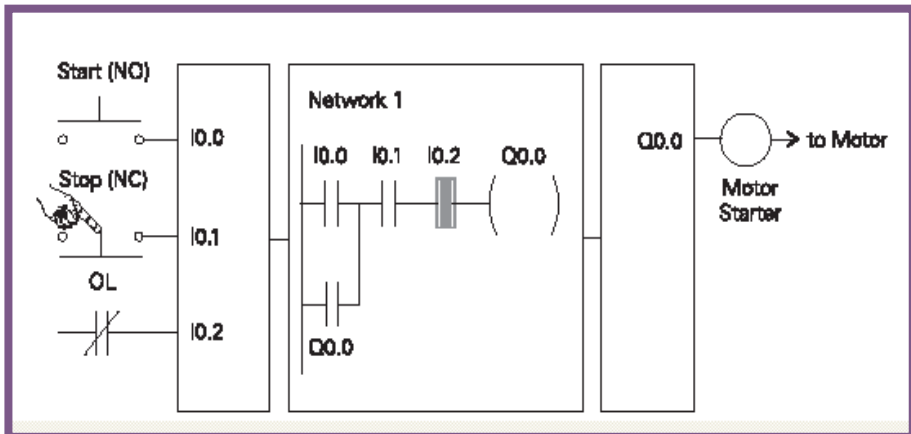 Start (NO)
I0.0
Stop (NC)
I0.1
OL
I0.2
Network 1
I0.0 I0.1 I0.2 Q0.0
Q0.0
Q0.0
to Motor
Motor
Starter